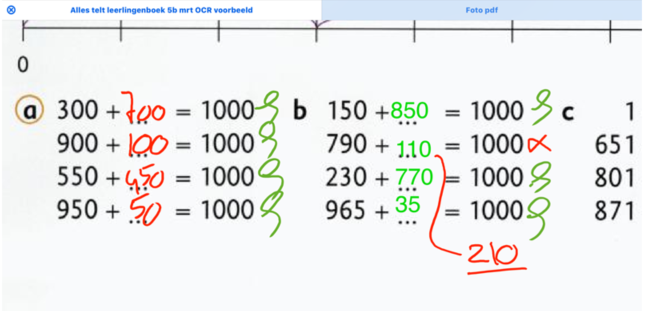 Alles telt leerlingenboek 5b mrt OCR voorbeeld Foto pdf
0
a 300 + 700 = 1000 b 150 + 850 = 1000 c 1
900 + 100 = 1000 790 + 110 = 1000 651
550 + 450 = 1000 230 + 770 = 1000 801
950 + 50 = 1000 965 + 35 = 1000 871
210